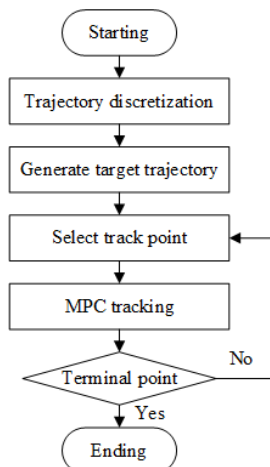 Starting
Trajectory discretization
Generate target trajectory
Select track point
MPC tracking
Terminal point
No
Yes
Ending